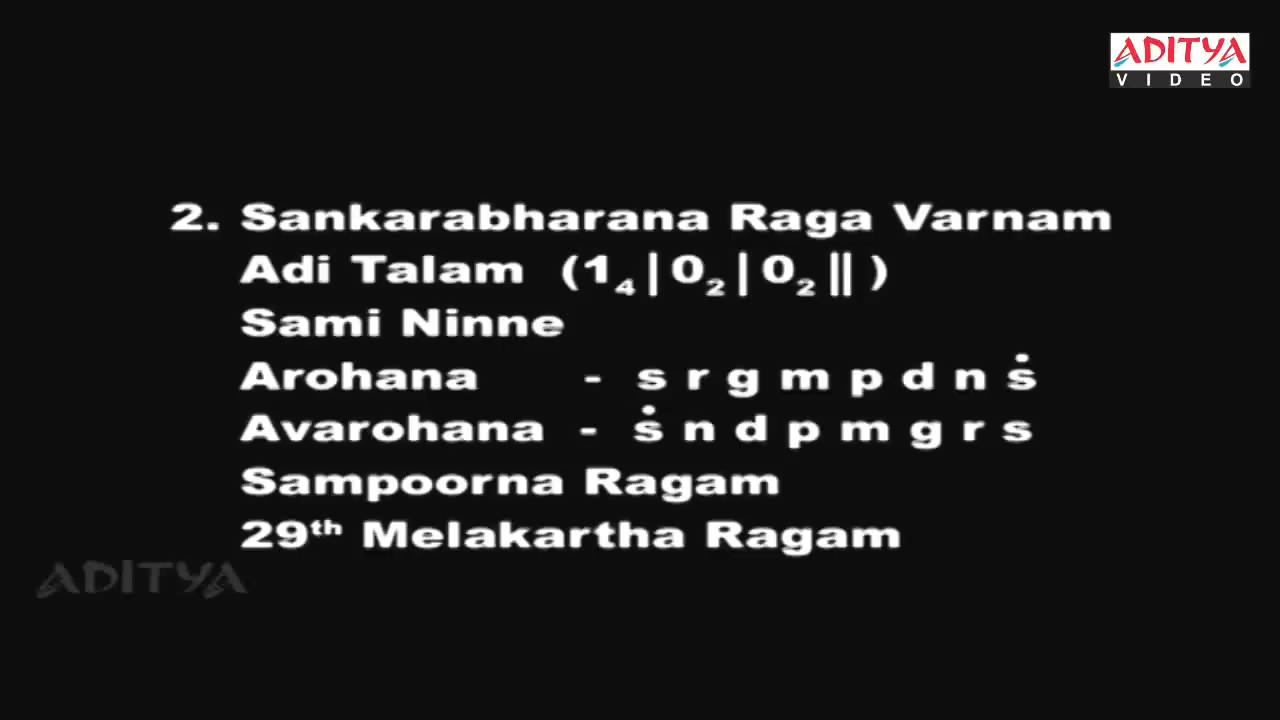 ADITYA
VIDEO
2. Sankarabharana Raga Varnam
Adi Talam (1₄|0₂|0₂||)
Sami Ninne
Arohana - s r g m p d n ṡ
Avarohana - ṡ n d p m g r s
Sampoorna Ragam
29th Melakartha Ragam
ADITYA